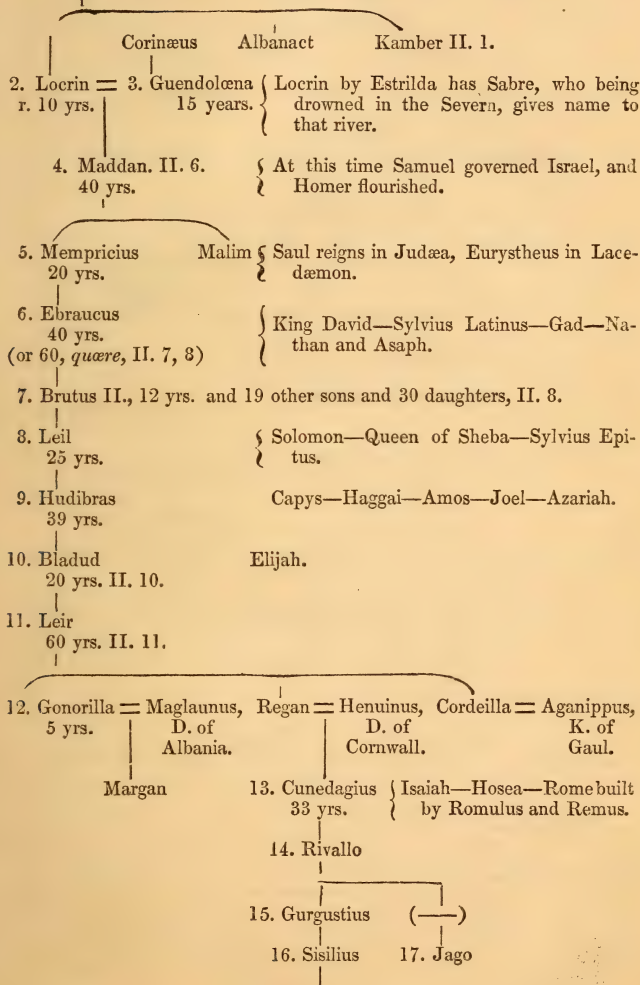 Corinæus Albanact Kamber II. 1.
2. Locrin = 3. Guendolœna { Locrin by Estrilda has Sabre, who being
r. 10 yrs. 15 years. drowned in the Severn, gives name to
that river.
4. Maddan. II. 6. { At this time Samuel governed Israel, and
40 yrs. Homer flourished.
5. Mempricius Malim { Saul reigns in Judæa, Eurystheus in Lace-
20 yrs. dæmon.
6. Ebraucus
40 yrs. { King David—Sylvius Latinus—Gad—Na-
(or 60, quære, II. 7, 8) than and Asaph.
7. Brutus II., 12 yrs. and 19 other sons and 30 daughters, II. 8.
8. Leil { Solomon—Queen of Sheba—Sylvius Epi-
25 yrs. tus.
9. Hudibras Capys—Haggai—Amos—Joel—Azariah.
39 yrs.
10. Bladud Elijah.
20 yrs. II. 10.
11. Leir
60 yrs. II. 11.
12. Gonorilla = Maglaunus, Regan = Henuinus, Cordeilla = Aganippus,
5 yrs. D. of D. of K. of
Albania. Cornwall. Gaul.
Margan 13. Cunedagius { Isaiah—Hosea—Rome built
33 yrs. by Romulus and Remus.
14. Rivallo
15. Gurgustius (——)
16. Sisilius 17. Jago